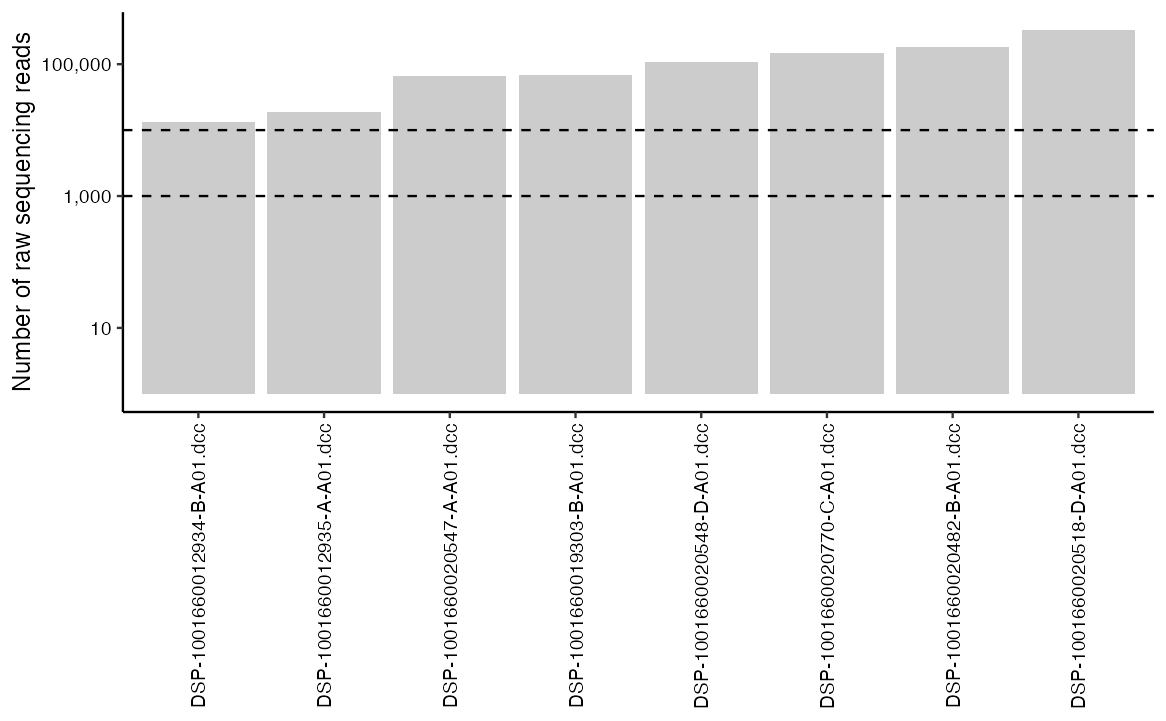 Number of raw sequencing reads
100,000
1,000
10
DSP-1001660012934-B-A01.dcc
DSP-1001660012935-A-A01.dcc
DSP-1001660020547-A-A01.dcc
DSP-1001660019303-B-A01.dcc
DSP-1001660020548-D-A01.dcc
DSP-1001660020770-C-A01.dcc
DSP-1001660020482-B-A01.dcc
DSP-1001660020518-D-A01.dcc